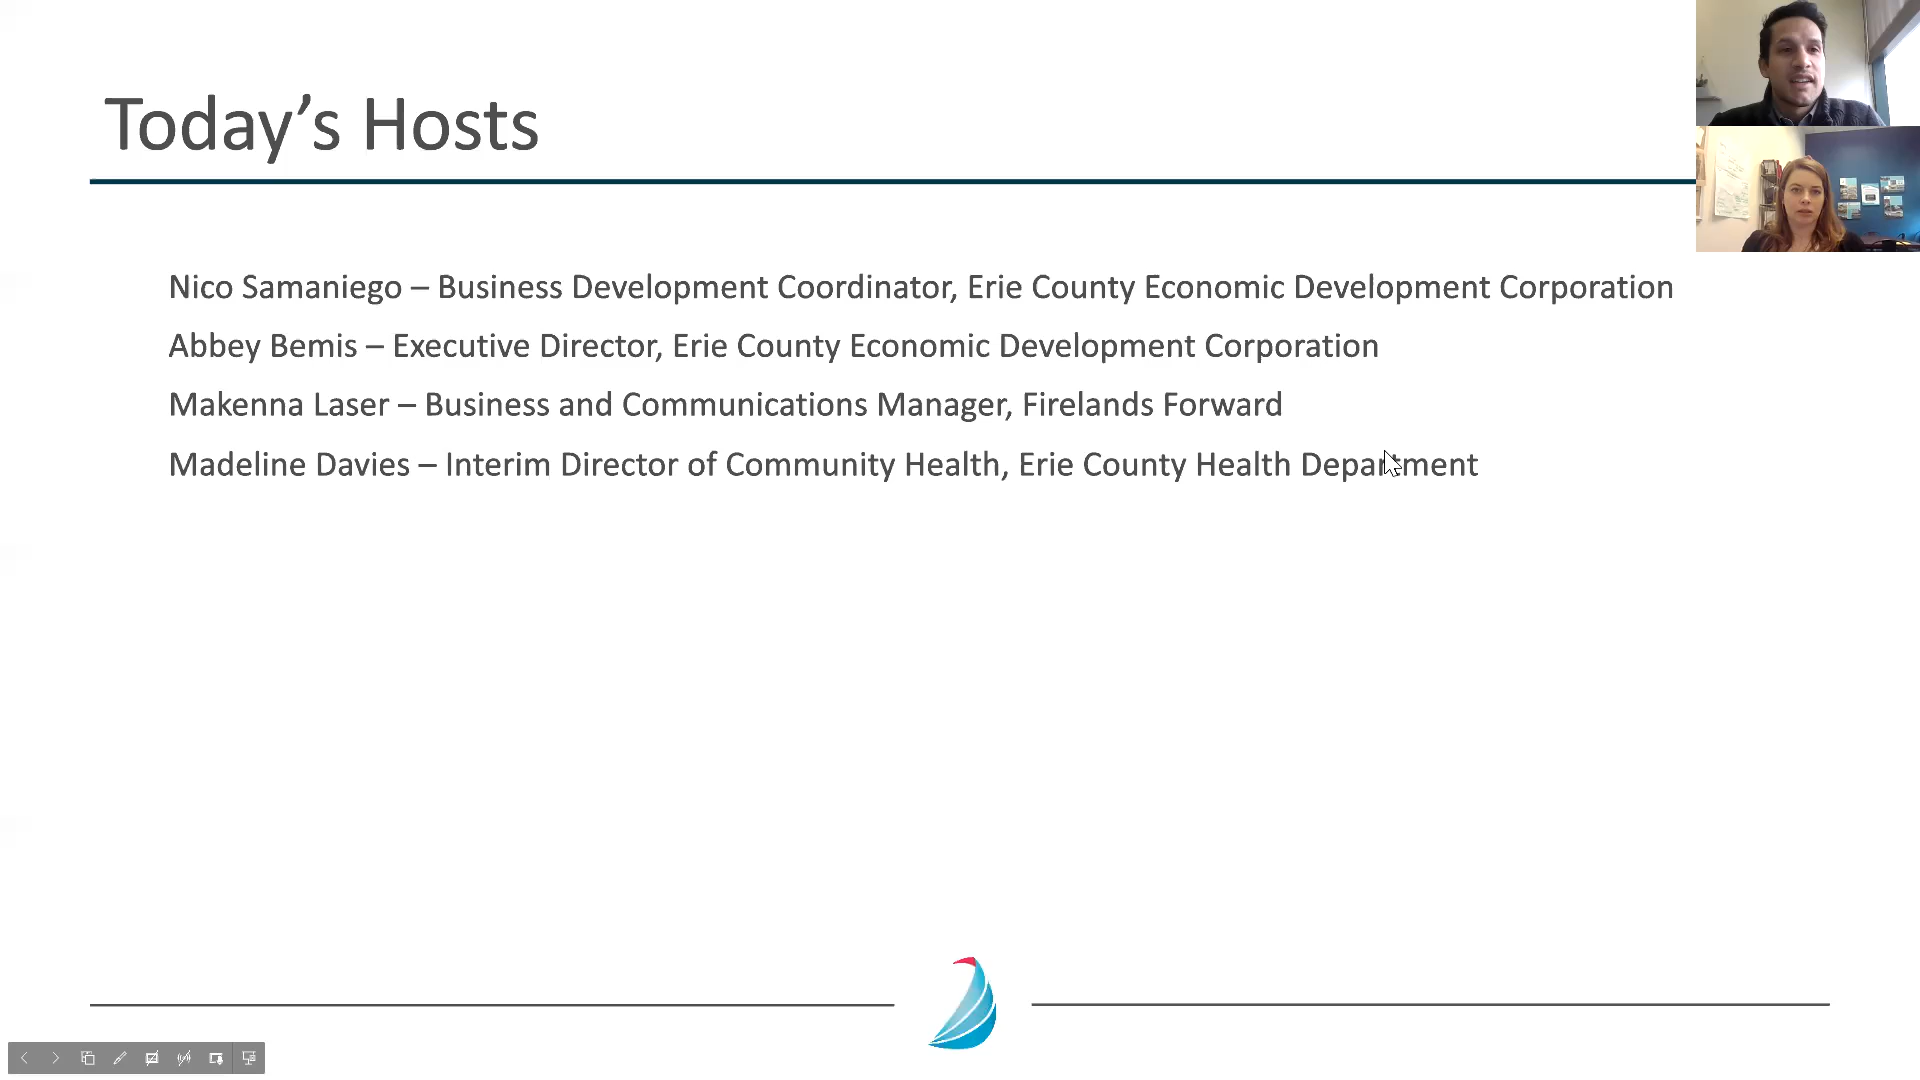 Today’s Hosts
Nico Samaniego – Business Development Coordinator, Erie County Economic Development Corporation
Abbey Bemis – Executive Director, Erie County Economic Development Corporation
Makenna Laser – Business and Communications Manager, Firelands Forward
Madeline Davies – Interim Director of Community Health, Erie County Health Department